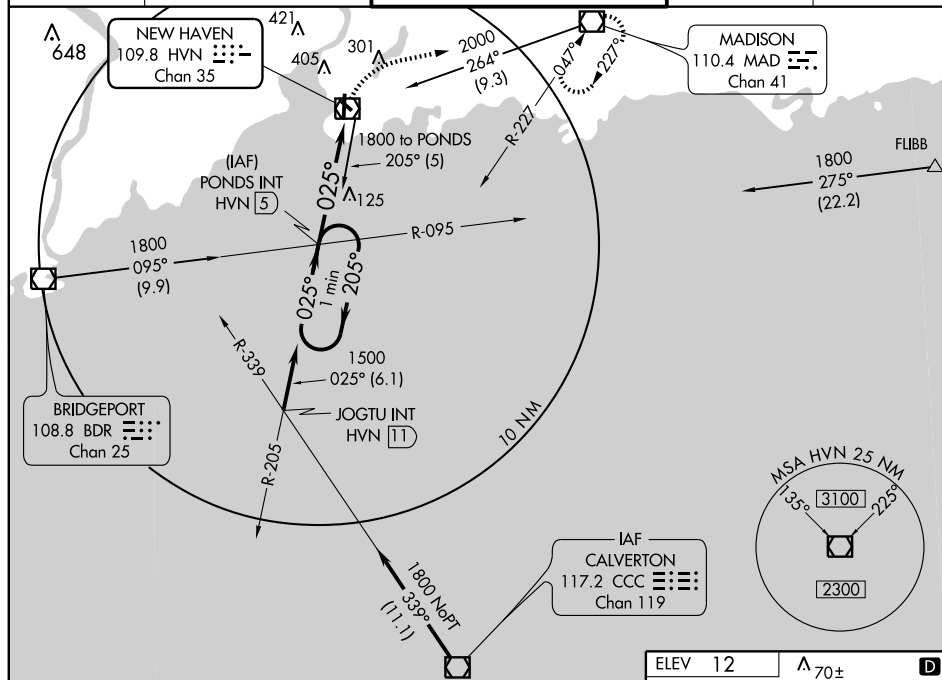 648
421
405
301
NEW HAVEN
109.8 HVN
Chan 35
2000
264°
(9.3)
047°
227°
MADISON
110.4 MAD
Chan 41
R-227
1800 to PONDS
205° (5)
125
025°
(IAF)
PONDS INT
HVN 5
FLIBB
1800
275°
(22.2)
R-095
1800
095°
(9.9)
025°
1 min
205°
R-339
1500
025° (6.1)
JOGTU INT
HVN 11
R-205
10 NM
BRIDGEPORT
108.8 BDR
Chan 25
MSA HVN 25 NM
135°
3100
225°
2300
IAF
CALVERTON
117.2 CCC
Chan 119
1800 NoPT
339°
(11.1)
ELEV 12
70±
D